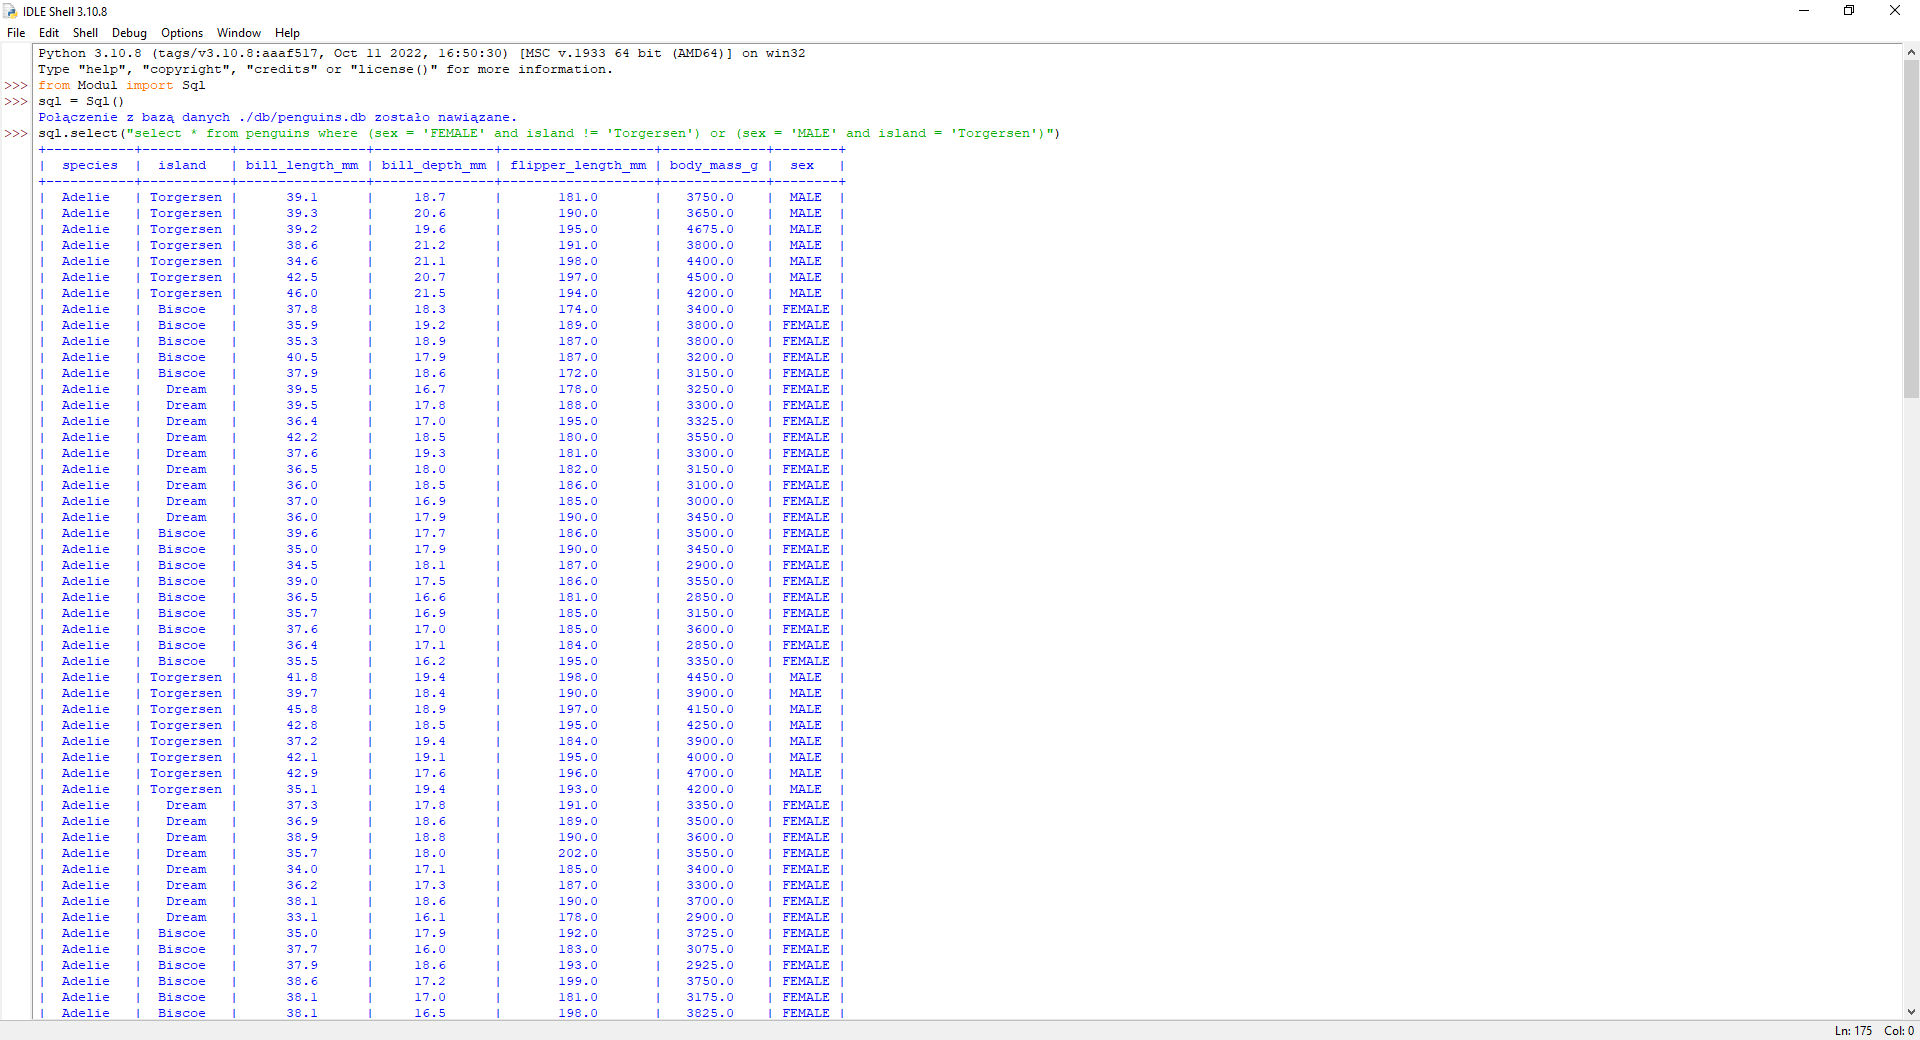 IDLE Shell 3.10.8
File Edit Shell Debug Options Window Help
Python 3.10.8 (tags/v3.10.8:aaaf517, Oct 11 2022, 16:50:30) [MSC v.1933 64 bit (AMD64)] on win32
Type "help", "copyright", "credits" or "license()" for more information.
>>> from Modul import Sql
>>> sql = Sql()
Połączenie z bazą danych ./db/penguins.db zostało nawiązane.
>>> sql.select("select * from penguins where (sex = 'FEMALE' and island != 'Torgersen') or (sex = 'MALE' and island = 'Torgersen')")
+-----------+-----------+----------------+---------------+-------------------+-------------+--------+
| species | island | bill_length_mm | bill_depth_mm | flipper_length_mm | body_mass_g | sex |
+-----------+-----------+----------------+---------------+-------------------+-------------+--------+
| Adelie | Torgersen | 39.1 | 18.7 | 181.0 | 3750.0 | MALE |
| Adelie | Torgersen | 39.3 | 20.6 | 190.0 | 3650.0 | MALE |
| Adelie | Torgersen | 39.2 | 19.6 | 195.0 | 4675.0 | MALE |
| Adelie | Torgersen | 38.6 | 21.2 | 191.0 | 3800.0 | MALE |
| Adelie | Torgersen | 34.6 | 21.1 | 198.0 | 4400.0 | MALE |
| Adelie | Torgersen | 42.5 | 20.7 | 197.0 | 4500.0 | MALE |
| Adelie | Torgersen | 46.0 | 21.5 | 194.0 | 4200.0 | MALE |
| Adelie | Biscoe | 37.8 | 18.3 | 174.0 | 3400.0 | FEMALE |
| Adelie | Biscoe | 35.9 | 19.2 | 189.0 | 3800.0 | FEMALE |
| Adelie | Biscoe | 35.3 | 18.9 | 187.0 | 3800.0 | FEMALE |
| Adelie | Biscoe | 40.5 | 17.9 | 187.0 | 3200.0 | FEMALE |
| Adelie | Biscoe | 37.9 | 18.6 | 172.0 | 3150.0 | FEMALE |
| Adelie | Dream | 39.5 | 16.7 | 178.0 | 3250.0 | FEMALE |
| Adelie | Dream | 39.5 | 17.8 | 188.0 | 3300.0 | FEMALE |
| Adelie | Dream | 36.4 | 17.0 | 195.0 | 3325.0 | FEMALE |
| Adelie | Dream | 42.2 | 18.5 | 180.0 | 3550.0 | FEMALE |
| Adelie | Dream | 37.6 | 19.3 | 181.0 | 3300.0 | FEMALE |
| Adelie | Dream | 36.5 | 18.0 | 182.0 | 3150.0 | FEMALE |
| Adelie | Dream | 36.0 | 18.5 | 186.0 | 3100.0 | FEMALE |
| Adelie | Dream | 37.0 | 16.9 | 185.0 | 3000.0 | FEMALE |
| Adelie | Dream | 36.0 | 17.9 | 190.0 | 3450.0 | FEMALE |
| Adelie | Biscoe | 39.6 | 17.7 | 186.0 | 3500.0 | FEMALE |
| Adelie | Biscoe | 35.0 | 17.9 | 190.0 | 3450.0 | FEMALE |
| Adelie | Biscoe | 34.5 | 18.1 | 187.0 | 2900.0 | FEMALE |
| Adelie | Biscoe | 39.0 | 17.5 | 186.0 | 3550.0 | FEMALE |
| Adelie | Biscoe | 36.5 | 16.6 | 181.0 | 2850.0 | FEMALE |
| Adelie | Biscoe | 35.7 | 16.9 | 185.0 | 3150.0 | FEMALE |
| Adelie | Biscoe | 37.6 | 17.0 | 185.0 | 3600.0 | FEMALE |
| Adelie | Biscoe | 36.4 | 17.1 | 184.0 | 2850.0 | FEMALE |
| Adelie | Biscoe | 35.5 | 16.2 | 195.0 | 3350.0 | FEMALE |
| Adelie | Torgersen | 41.8 | 19.4 | 198.0 | 4450.0 | MALE |
| Adelie | Torgersen | 39.7 | 18.4 | 190.0 | 3900.0 | MALE |
| Adelie | Torgersen | 45.8 | 18.9 | 197.0 | 4150.0 | MALE |
| Adelie | Torgersen | 42.8 | 18.5 | 195.0 | 4250.0 | MALE |
| Adelie | Torgersen | 37.2 | 19.4 | 184.0 | 3900.0 | MALE |
| Adelie | Torgersen | 42.1 | 19.1 | 195.0 | 4000.0 | MALE |
| Adelie | Torgersen | 42.9 | 17.6 | 196.0 | 4700.0 | MALE |
| Adelie | Torgersen | 35.1 | 19.4 | 193.0 | 4200.0 | MALE |
| Adelie | Dream | 37.3 | 17.8 | 191.0 | 3350.0 | FEMALE |
| Adelie | Dream | 36.9 | 18.6 | 189.0 | 3500.0 | FEMALE |
| Adelie | Dream | 38.9 | 18.8 | 190.0 | 3600.0 | FEMALE |
| Adelie | Dream | 35.7 | 18.0 | 202.0 | 3550.0 | FEMALE |
| Adelie | Dream | 34.0 | 17.1 | 185.0 | 3400.0 | FEMALE |
| Adelie | Dream | 36.2 | 17.3 | 187.0 | 3300.0 | FEMALE |
| Adelie | Dream | 38.1 | 18.6 | 190.0 | 3700.0 | FEMALE |
| Adelie | Dream | 33.1 | 16.1 | 178.0 | 2900.0 | FEMALE |
| Adelie | Biscoe | 35.0 | 17.9 | 192.0 | 3725.0 | FEMALE |
| Adelie | Biscoe | 37.7 | 16.0 | 183.0 | 3075.0 | FEMALE |
| Adelie | Biscoe | 37.9 | 18.6 | 193.0 | 2925.0 | FEMALE |
| Adelie | Biscoe | 38.6 | 17.2 | 199.0 | 3750.0 | FEMALE |
| Adelie | Biscoe | 38.1 | 17.0 | 181.0 | 3175.0 | FEMALE |
| Adelie | Biscoe | 38.1 | 16.5 | 198.0 | 3825.0 | FEMALE |
Ln: 175 Col: 0